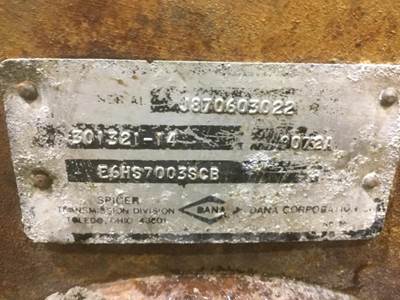 SERIAL J870603022
301321-14 9072A
E6HS7003SCB
SPICER
TRANSMISSION DIVISION DANA DANA CORPORATION
TOLEDO, OHIO 43601